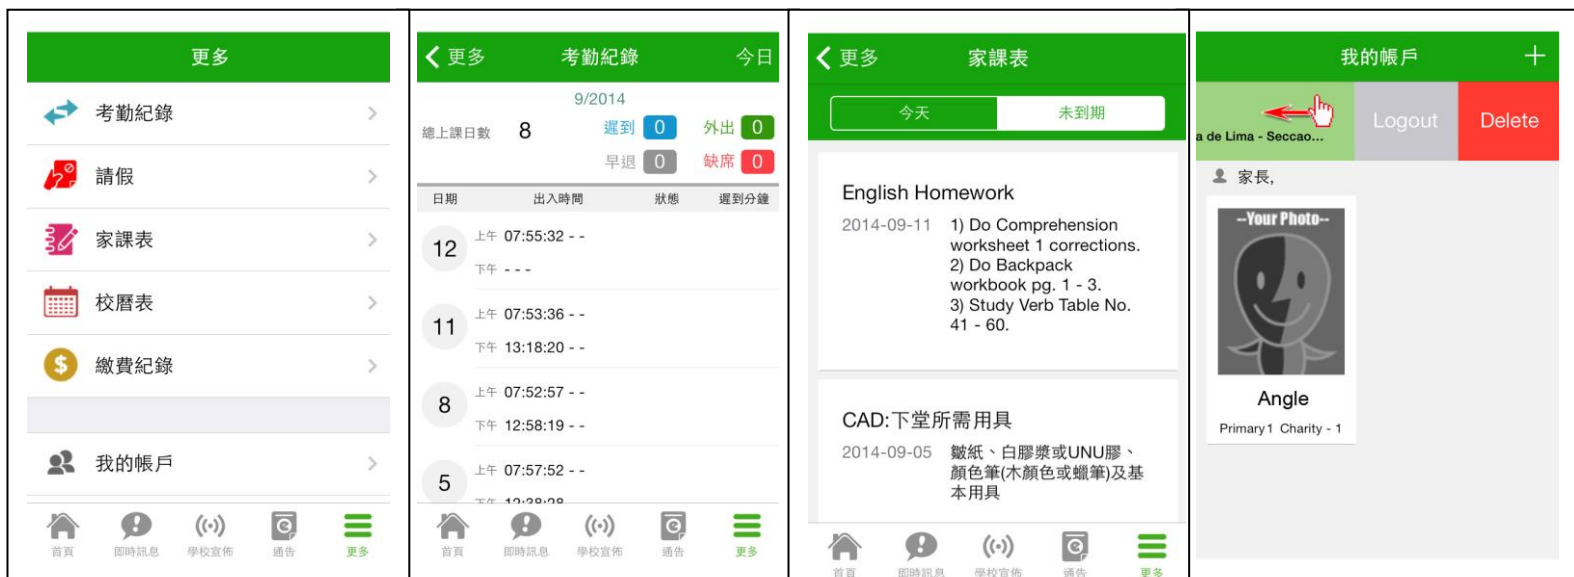 更多
考勤紀錄
請假
家課表
校曆表
繳費紀錄
我的帳戶
首頁 即時訊息 學校宣佈 通告 更多
更多 考勤紀錄 今日
9/2014
總上課日數 8 遲到 0 外出 0
早退 0 缺席 0
日期 出入時間 狀態 遲到分鐘
12 上午 07:55:32 - -
下午 - - -
11 上午 07:53:36 - -
下午 13:18:20 - -
8 上午 07:52:57 - -
下午 12:58:19 - -
5 上午 07:57:52 - -
下午 12:38:28
首頁 即時訊息 學校宣佈 通告 更多
更多 家課表
今天 未到期
English Homework
2014-09-11 1) Do Comprehension
worksheet 1 corrections.
2) Do Backpack
workbook pg. 1 - 3.
3) Study Verb Table No.
41 - 60.
CAD:下堂所需用具
2014-09-05 皺紙、白膠漿或UNU膠、
顏色筆(木顏色或蠟筆)及基
本用具
首頁 即時訊息 學校宣佈 通告 更多
我的帳戶 +
a de Lima - Seccao... Logout Delete
家長,
--Your Photo--
Angle
Primary1 Charity - 1